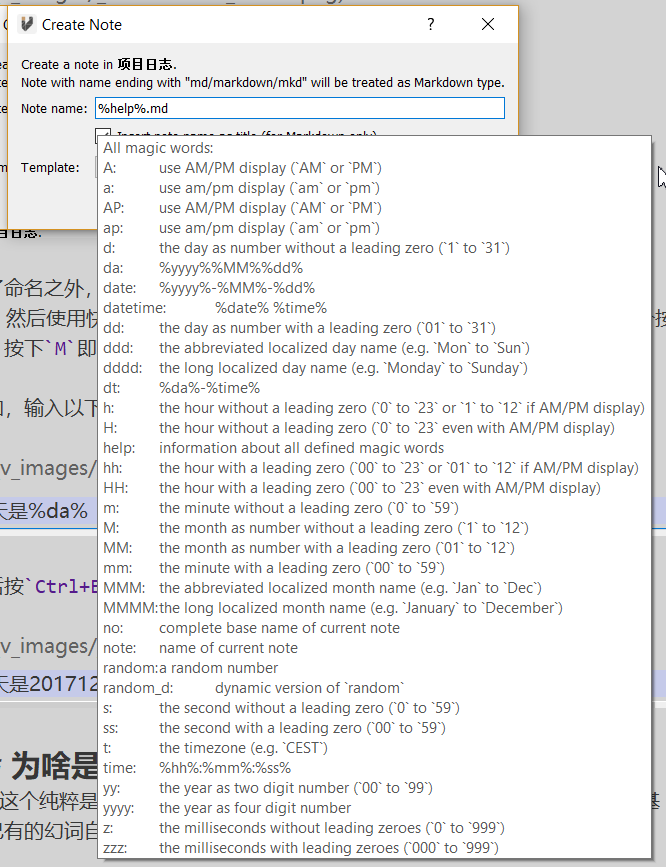 Create Note
?
Create a note in 项目日志.
Note with name ending with "md/markdown/mkd" will be treated as Markdown type.
Note name: %help%.md
Template:
All magic words:
A: use AM/PM display (`AM` or `PM`)
a: use am/pm display (`am` or `pm`)
AP: use AM/PM display (`AM` or `PM`)
ap: use am/pm display (`am` or `pm`)
d: the day as number without a leading zero (`1` to `31`)
da: %yyyy%%MM%%dd%
date: %yyyy%-%MM%-%dd%
datetime: %date% %time%
dd: the day as number with a leading zero (`01` to `31`)
ddd: the abbreviated localized day name (e.g. `Mon` to `Sun`)
dddd: the long localized day name (e.g. `Monday` to `Sunday`)
dt: %da%-%time%
h: the hour without a leading zero (`0` to `23` or `1` to `12` if AM/PM display)
H: the hour without a leading zero (`0` to `23` even with AM/PM display)
help: information about all defined magic words
hh: the hour with a leading zero (`00` to `23` or `01` to `12` if AM/PM display)
HH: the hour with a leading zero (`00` to `23` even with AM/PM display)
m: the minute without a leading zero (`0` to `59`)
M: the month as number without a leading zero (`1` to `12`)
MM: the month as number with a leading zero (`01` to `12`)
mm: the minute with a leading zero (`00` to `59`)
MMM: the abbreviated localized month name (e.g. `Jan` to `Dec`)
MMMM:the long localized month name (e.g. `January` to `December`)
no: complete base name of current note
note: name of current note
random:a random number
random_d: dynamic version of `random`
s: the second without a leading zero (`0` to `59`)
ss: the second with a leading zero (`00` to `59`)
t: the timezone (e.g. `CEST`)
time: %hh%:%mm%:%ss%
yy: the year as two digit number (`00` to `99`)
yyyy: the year as four digit number
z: the milliseconds without leading zeroes (`0` to `999`)
zzz: the milliseconds with leading zeroes (`000` to `999`)
目日志.
命名之外，
然后使用快
按下`M`即
，输入以下
v_images/
天是%da%
后按`Ctrl+E
v_images/
天是201712
为啥是
这个纯粹是
已有的幻词自